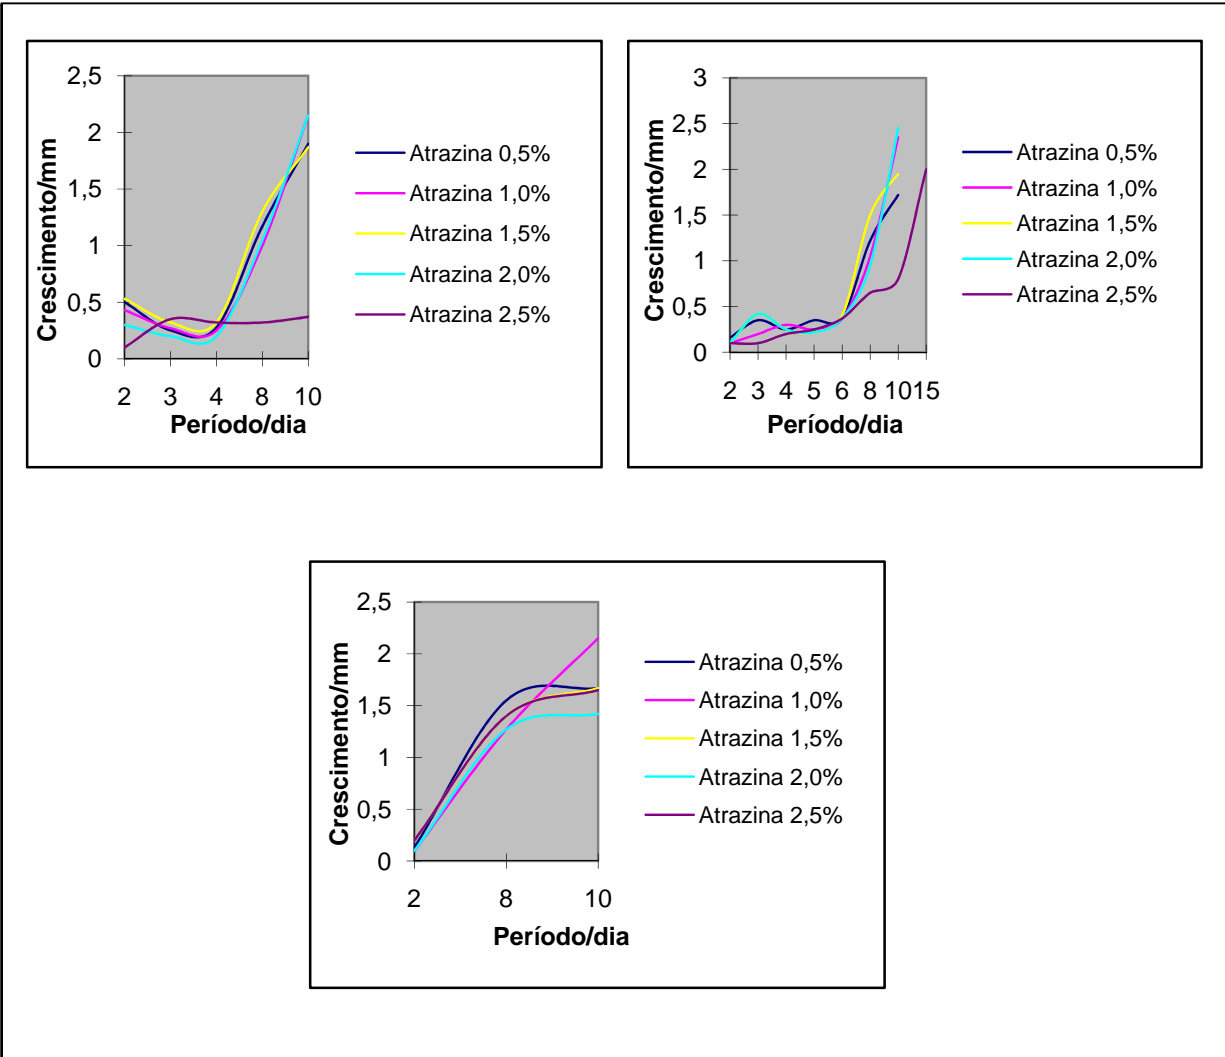 2,5
2
1,5
1
0,5
0
Crescimento/mm
2 3 4 8 10
Período/dia
Atrazina 0,5%
Atrazina 1,0%
Atrazina 1,5%
Atrazina 2,0%
Atrazina 2,5%
3
2,5
2
1,5
1
0,5
0
Crescimento/mm
2 3 4 5 6 8 10 15
Período/dia
Atrazina 0,5%
Atrazina 1,0%
Atrazina 1,5%
Atrazina 2,0%
Atrazina 2,5%
2,5
2
1,5
1
0,5
0
Crescimento/mm
2 8 10
Período/dia
Atrazina 0,5%
Atrazina 1,0%
Atrazina 1,5%
Atrazina 2,0%
Atrazina 2,5%